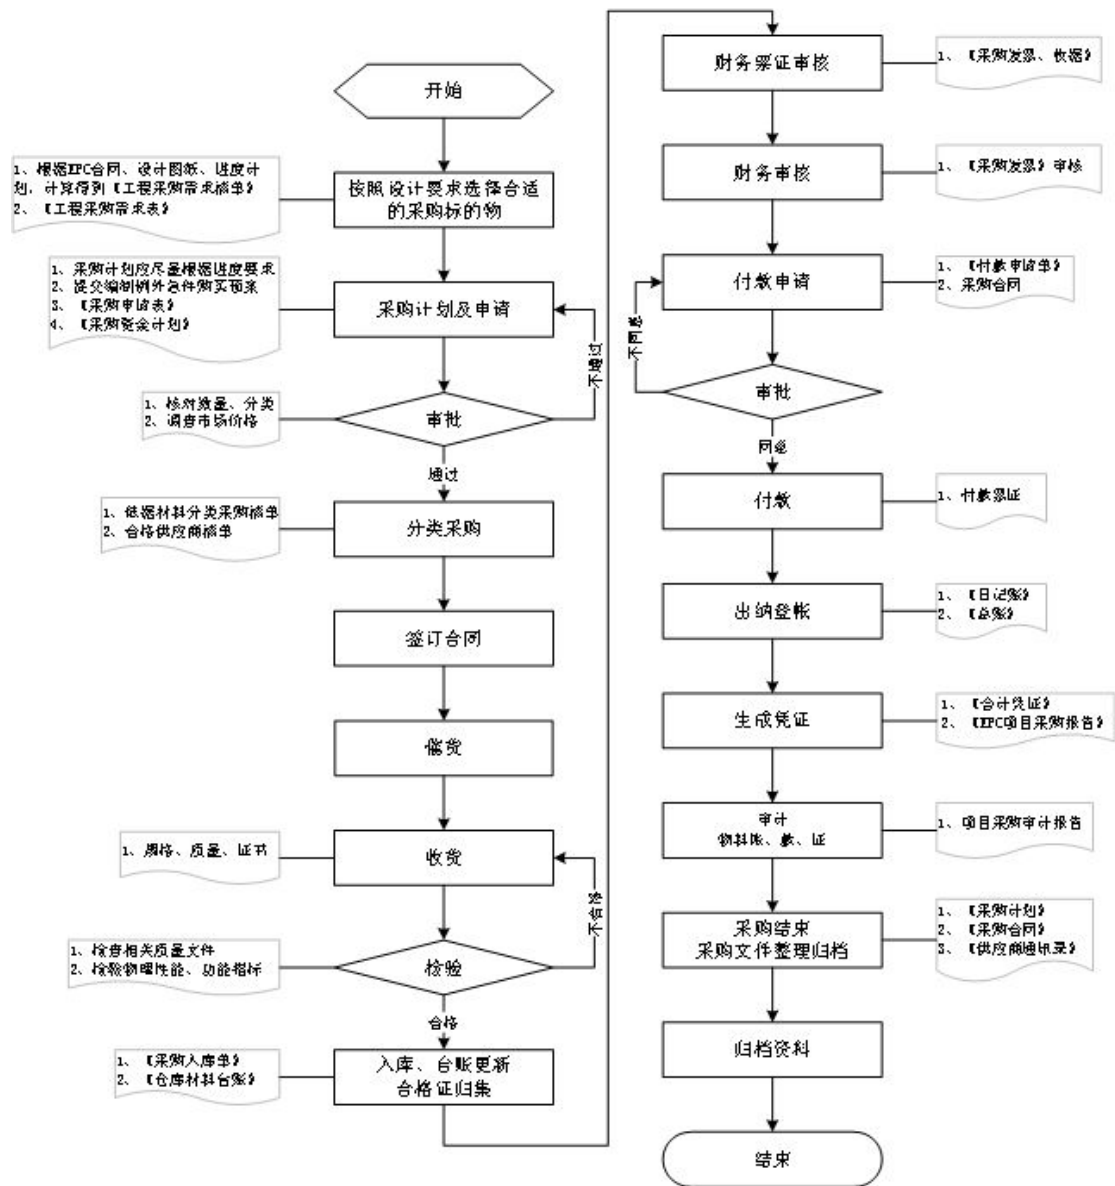 开始
1、根据EPC合同、设计图纸、进度计
划，计算得到《工程采购需求清单》
2、《工程采购需求表》
按照设计要求选择合适
的采购标的物
1、采购计划应尽量根据进度要求
2、提交编制例外急件购买预案
3、《采购申请表》
4、《采购资金计划》
采购计划及申请
不通过
1、核对数量、分类
2、调查市场价格
审批
通过
1、依据材料分类采购清单
2、合格供应商清单
分类采购
签订合同
催货
1、规格、质量、证书
收货
不合格
1、检查相关质量文件
2、检验物理性能、功能指标
检验
合格
1、《采购入库单》
2、《仓库材料台账》
入库、台账更新
合格证归集
财务票证审核
1、《采购发票、收据》
财务审核
1、《采购发票》审核
付款申请
1、《付款申请单》
2、采购合同
不同意
审批
同意
付款
1、付款票证
出纳登帐
1、《日记账》
2、《总账》
生成凭证
1、《会计凭证》
2、《EPC项目采购报告》
审计
物料账、款、证
1、项目采购审计报告
采购结束
采购文件整理归档
1、《采购计划》
2、《采购合同》
3、《供应商通讯录》
归档资料
结束